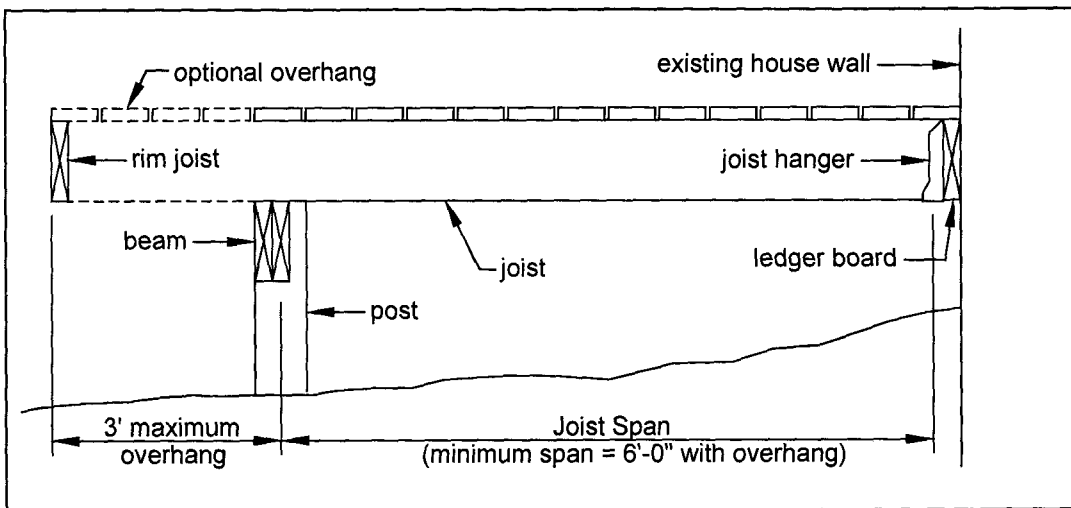 optional overhang
existing house wall
rim joist
joist hanger
beam
joist
ledger board
post
3' maximum
overhang
Joist Span
(minimum span = 6'-0" with overhang)